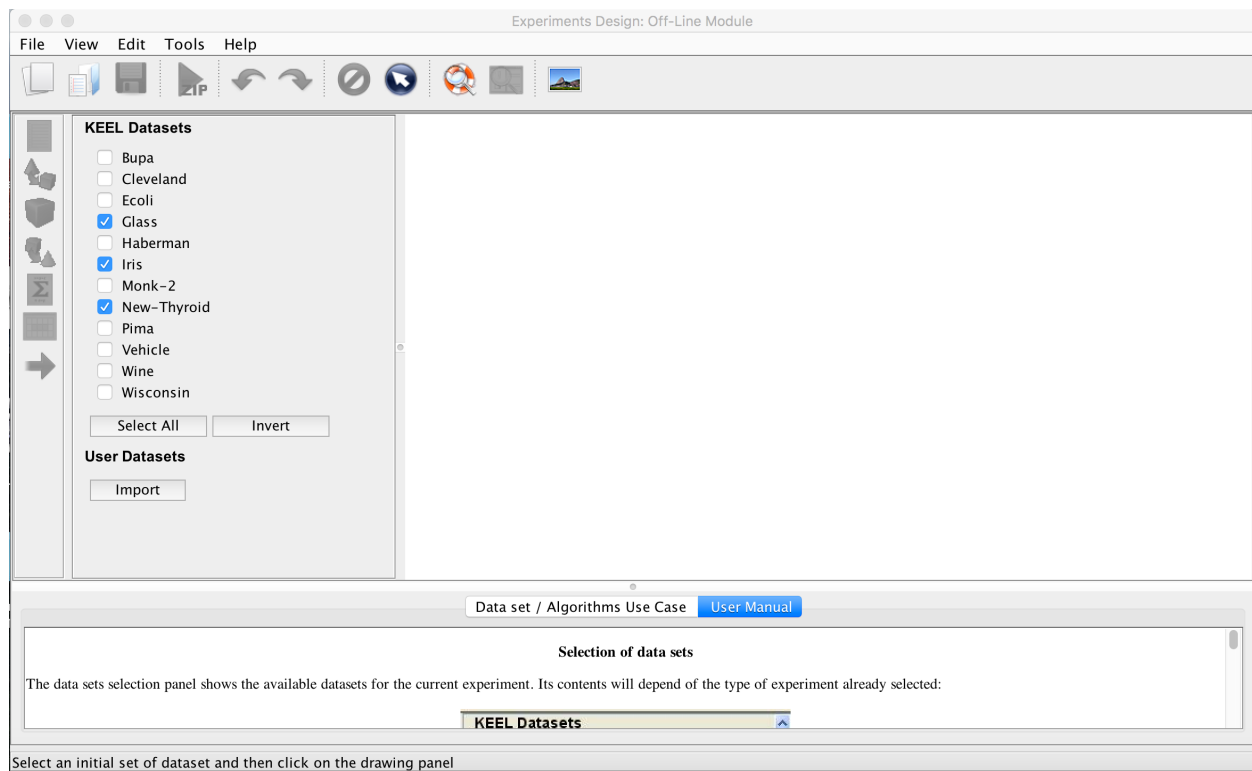 Experiments Design: Off-Line Module
File View Edit Tools Help
ZIP
KEEL Datasets
Bupa
Cleveland
Ecoli
Glass
Haberman
Iris
Monk-2
New-Thyroid
Pima
Vehicle
Wine
Wisconsin
Select All Invert
User Datasets
Import
Data set / Algorithms Use Case User Manual
Selection of data sets
The data sets selection panel shows the available datasets for the current experiment. Its contents will depend of the type of experiment already selected:
KEEL Datasets
Select an initial set of dataset and then click on the drawing panel